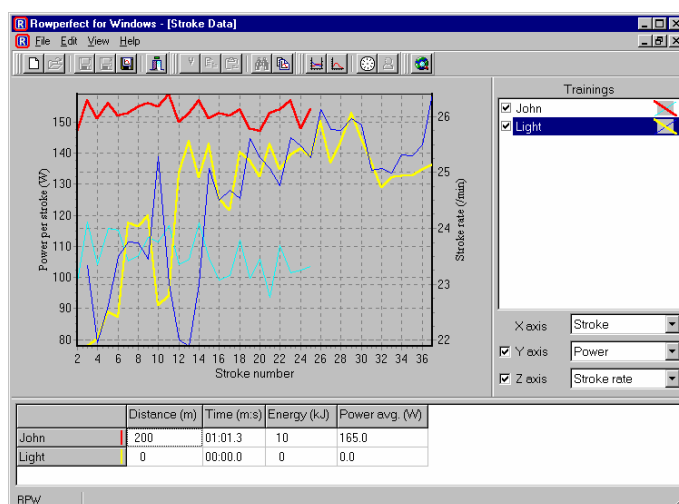 Rowperfect for Windows - [Stroke Data]
File Edit View Help
Trainings
John
Light
150
140
130
120
110
100
90
80
Power per stroke (W)
26
25
24
23
22
Stroke rate (/min)
2 4 6 8 10 12 14 16 18 20 22 24 26 28 30 32 34 36
Stroke number
X axis Stroke
Y axis Power
Z axis Stroke rate
Distance (m) Time (m:s) Energy (kJ) Power avg. (W)
John 200 01:01.3 10 165.0
Light 0 00:00.0 0 0.0
RPW